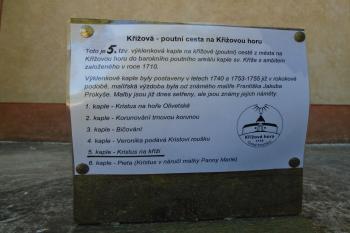 Křížová - poutní cesta na Křížovou horu
Toto je 5. tzv. výklenková kaple na křížové (poutní) cestě z města na
Křížovou horu do barokního poutního areálu kaple sv. Kříže s ambitem
založeného v roce 1710.
Výklenkové kaple byly postaveny v letech 1740 a 1753-1755 již v rokokové
podobě, malířská výzdoba byla od známého malíře Františka Jakuba
Prokyše. Malby jsou již dnes setřeny, ale jsou známy jejich náměty.
1. kaple - Kristus na hoře Olivetské
2. kaple - Korunování trnovou korunou
3. kaple - Bičování
4. kaple - Veronika podává Kristovi roušku
5. kaple - Kristus na kříži
6. kaple - Pieta (Kristus v náručí matky Panny Marie)
Křížová hora
1710